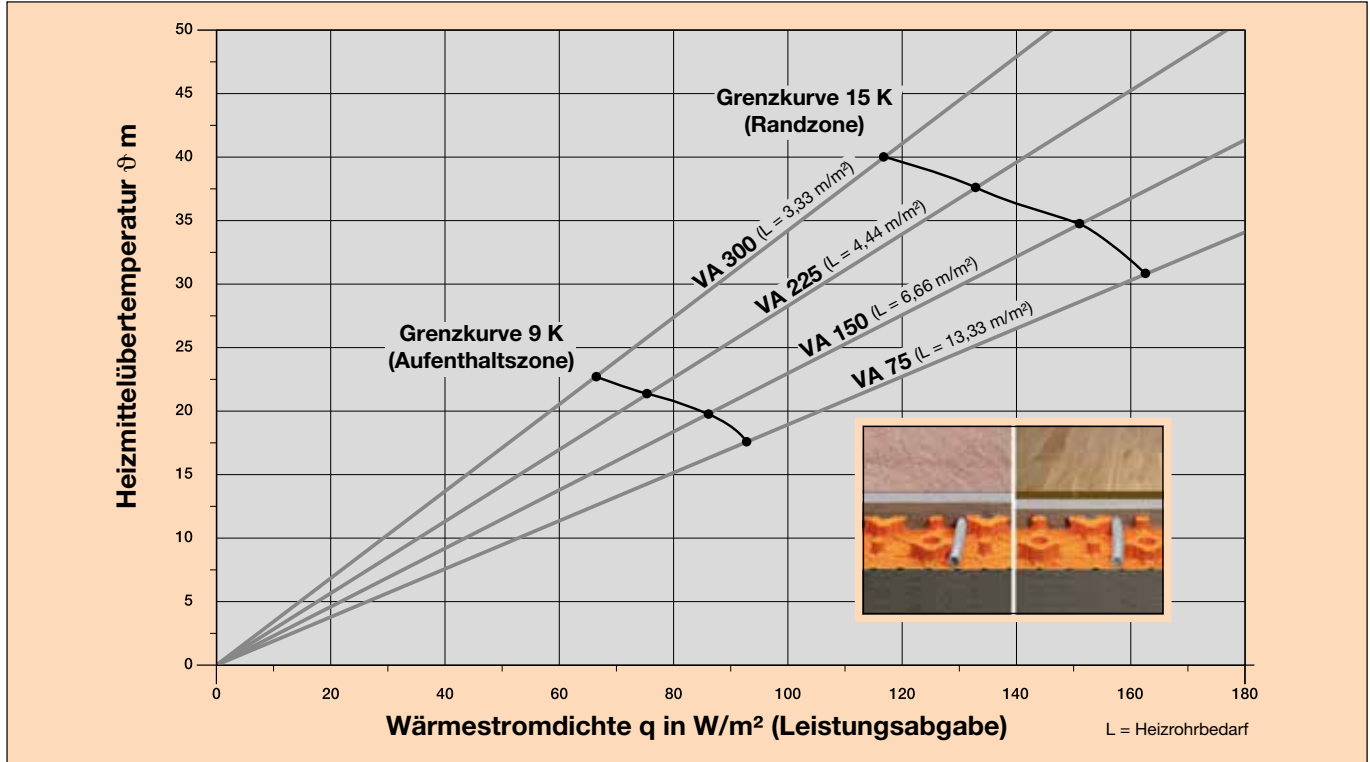 50
45
40
35
30
25
20
15
10
5
0
Heizmittelübertemperatur ϑ m
Grenzkurve 15 K
(Randzone)
Grenzkurve 9 K
(Aufenthaltszone)
VA 300 (L = 3,33 m/m²)
VA 225 (L = 4,44 m/m²)
VA 150 (L = 6,66 m/m²)
VA 75 (L = 13,33 m/m²)
0 20 40 60 80 100 120 140 160 180
Wärmestromdichte q in W/m² (Leistungsabgabe)
L = Heizrohrbedarf